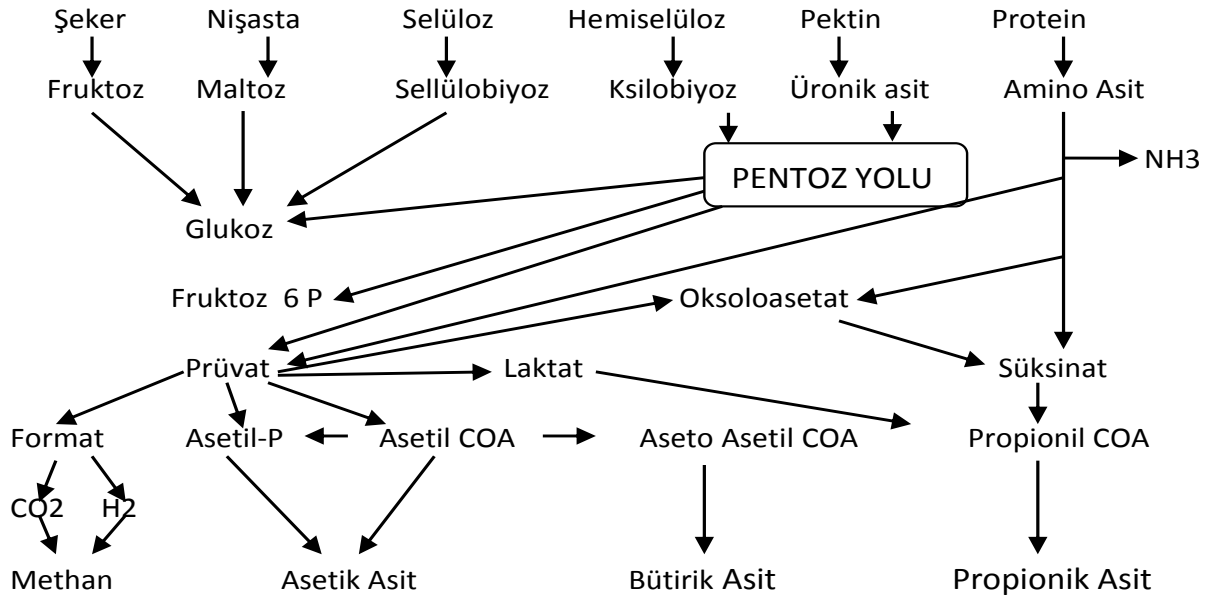 Şeker Nişasta Selüloz Hemiselüloz Pektin Protein
Fruktoz Maltoz Sellülobiyoz Ksilobiyoz Üronik asit Amino Asit
PENTOZ YOLU NH3
Glukoz
Fruktoz 6 P Oksoloasetat
Prüvat Laktat Süksinat
Format Asetil-P Asetil COA Aseto Asetil COA Propionil COA
CO2 H2
Methan Asetik Asit Bütirik Asit Propionik Asit